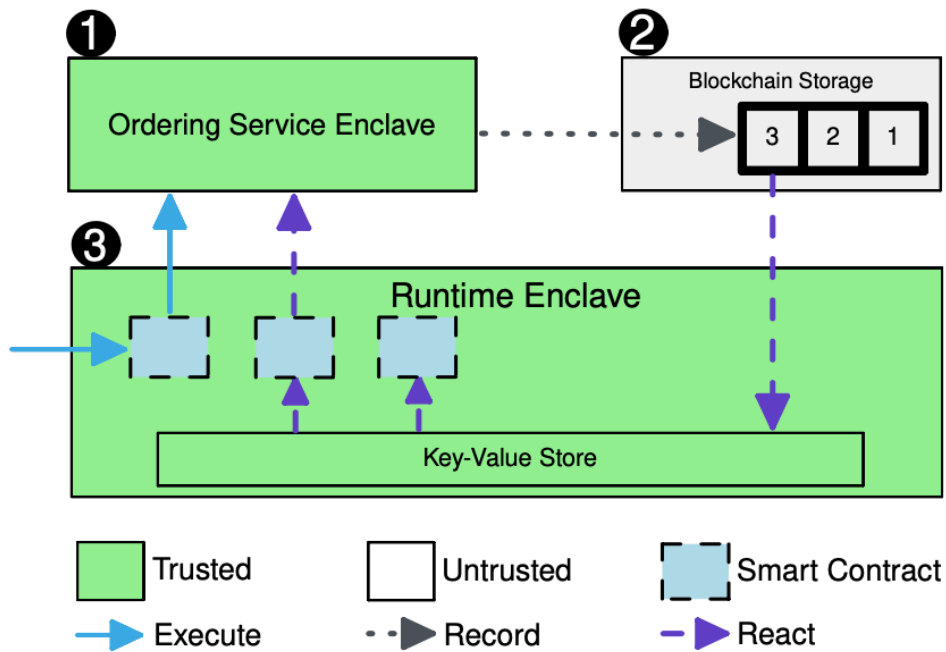 1
2
Ordering Service Enclave
Blockchain Storage
3 2 1
3
Runtime Enclave
Key-Value Store
Trusted
Untrusted
Smart Contract
Execute
Record
React